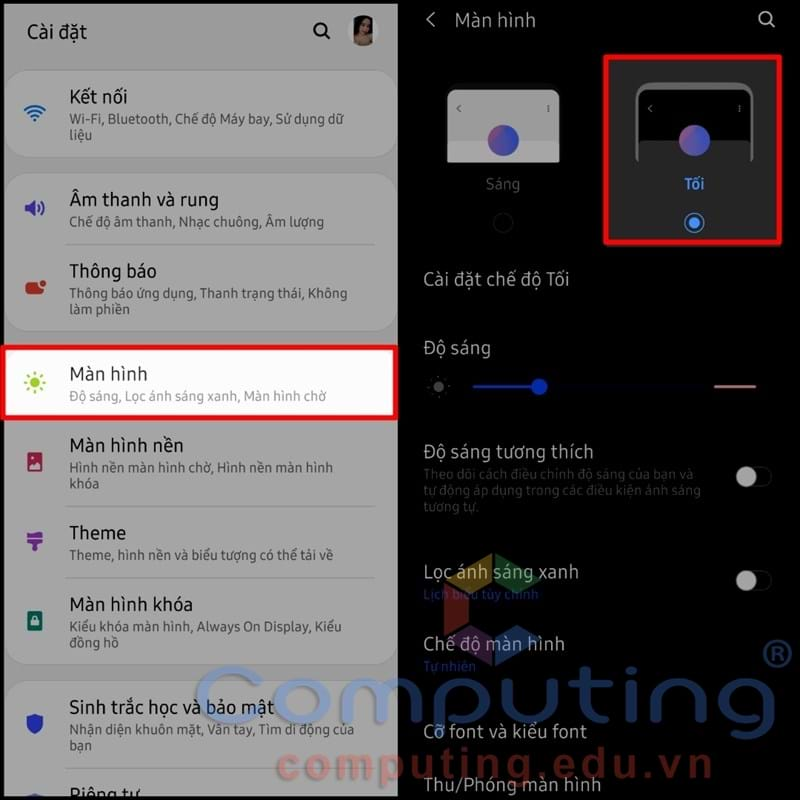 Cài đặt
Kết nối
Wi-Fi, Bluetooth, Chế độ Máy bay, Sử dụng dữ
liệu
Âm thanh và rung
Chế độ âm thanh, Nhạc chuông, Âm lượng
Thông báo
Thông báo ứng dụng, Thanh trạng thái, Không
làm phiền
Màn hình
Độ sáng, Lọc ánh sáng xanh, Màn hình chờ
Màn hình nền
Hình nền màn hình chờ, Hình nền màn hình
khóa
Theme
Theme, hình nền và biểu tượng có thể tải về
Màn hình khóa
Kiểu khóa màn hình, Always On Display, Kiểu
đồng hồ
Sinh trắc học và bảo mật
Nhận diện khuôn mặt, Vân tay, Tìm di động của
bạn
Riêng tư
Màn hình
Sáng
Tối
Cài đặt chế độ Tối
Độ sáng
Độ sáng tương thích
Theo dõi cách điều chỉnh độ sáng của bạn và
tự động áp dụng trong các điều kiện ánh sáng
tương tự.
Lọc ánh sáng xanh
Lịch biểu tùy chỉnh
Chế độ màn hình
Tự nhiên
Cỡ font và kiểu font
Thu/Phóng màn hình
Computing®
computing.edu.vn